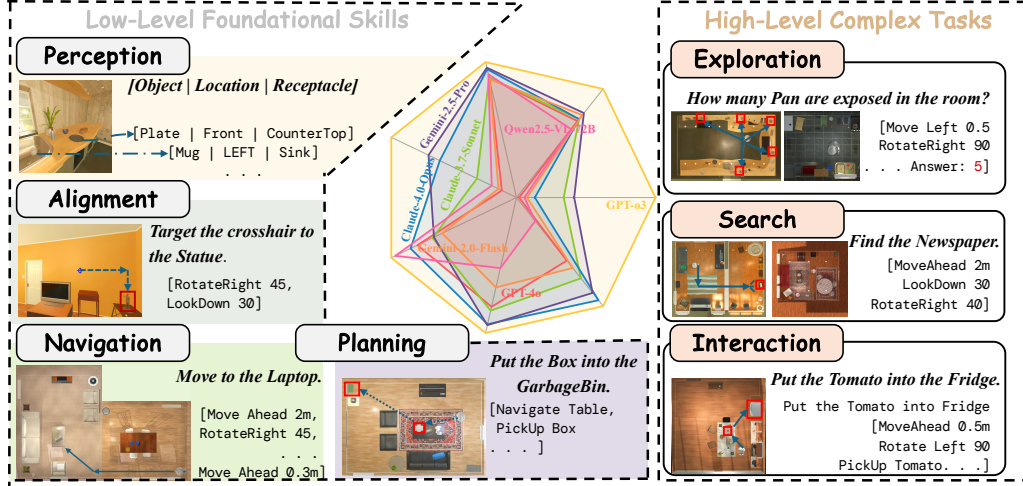 Low-Level Foundational Skills
Perception
[Object | Location | Receptacle]
[Plate | Front | CounterTop]
[Mug | LEFT | Sink]
. . .
Alignment
Target the crosshair to
the Statue.
[RotateRight 45,
LookDown 30]
Navigation
Move to the Laptop.
[Move Ahead 2m,
RotateRight 45,
. . .
Move Ahead 0.3m]
Planning
Put the Box into the
GarbageBin.
[Navigate Table,
PickUp Box
. . . ]
Gemini-2.5-Pro
Claude-3.7-Sonnet
Claude-4.0-Opus
Qwen2.5-VL-72B
GPT-o3
Gemini-2.0-Flash
GPT-4o
High-Level Complex Tasks
Exploration
How many Pan are exposed in the room?
[Move Left 0.5
RotateRight 90
. . . Answer: 5]
Search
Find the Newspaper.
[MoveAhead 2m
LookDown 30
RotateRight 40]
Interaction
Put the Tomato into the Fridge.
Put the Tomato into Fridge
[MoveAhead 0.5m
Rotate Left 90
PickUp Tomato. . .]